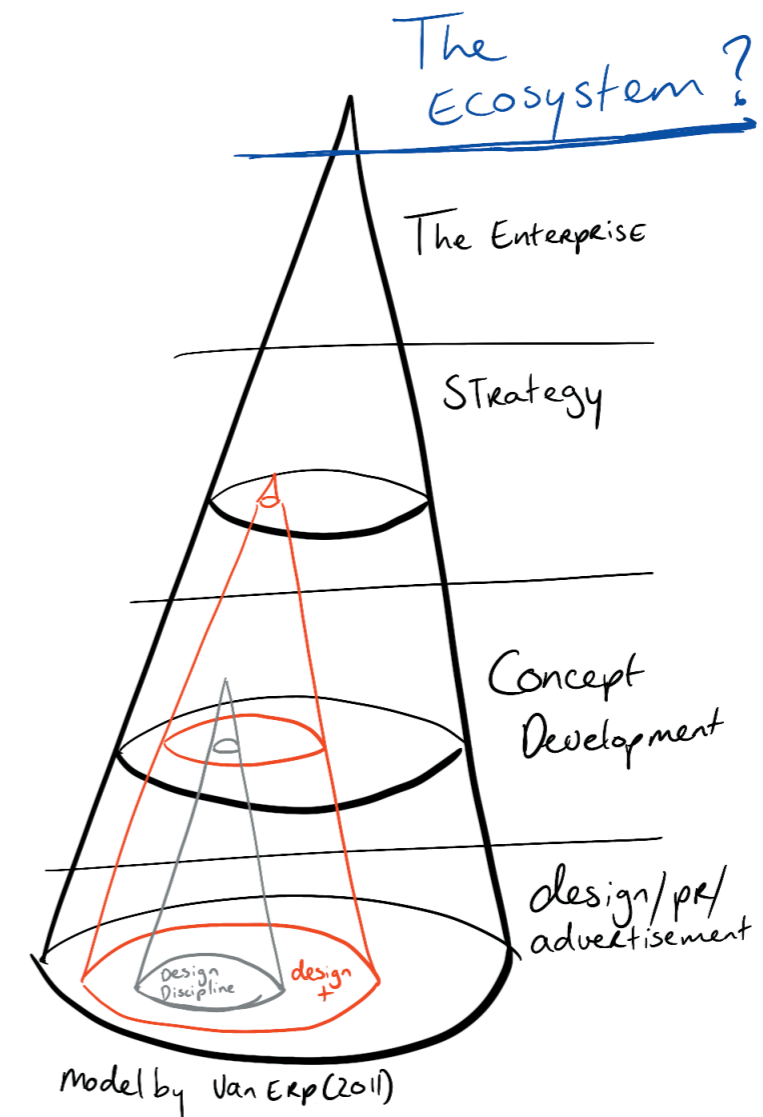 The
Ecosystem?
The Enterprise
Strategy
Concept
Development
design/PR/
advertisement
Design
Discipline
design
+
Model by Van Erp (2011)